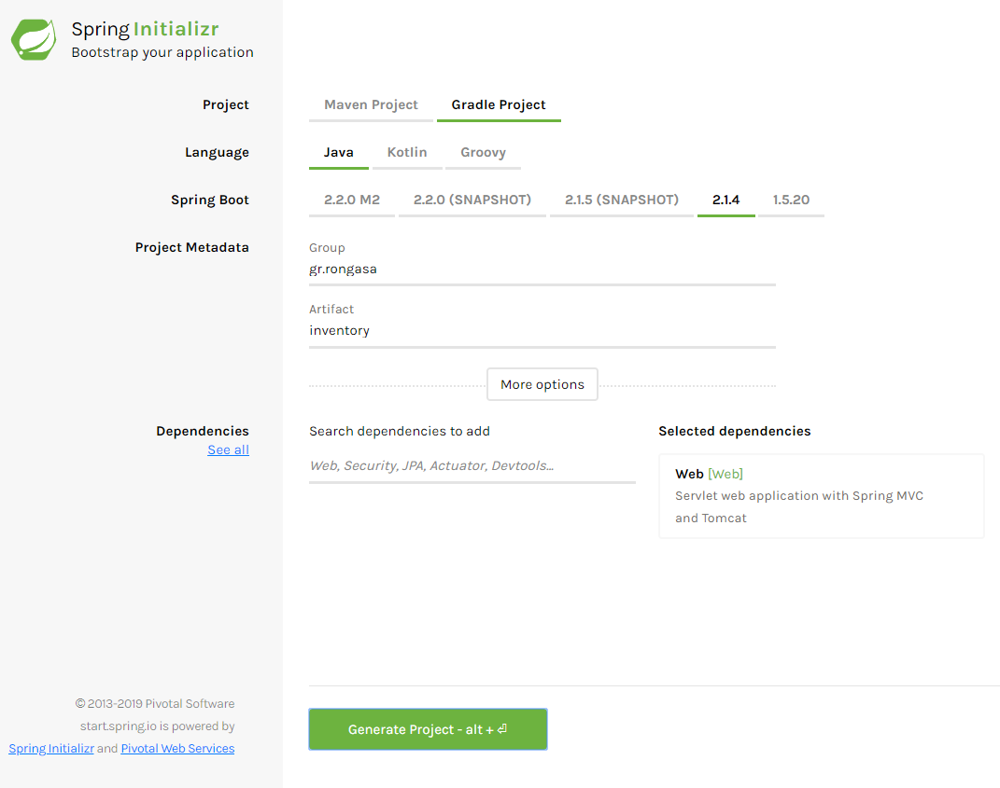 Spring Initializr
Bootstrap your application
Project
Maven Project Gradle Project
Language
Java Kotlin Groovy
Spring Boot
2.2.0 M2 2.2.0 (SNAPSHOT) 2.1.5 (SNAPSHOT) 2.1.4 1.5.20
Project Metadata
Group
gr.rongasa
Artifact
inventory
More options
Dependencies
See all
Search dependencies to add
Web, Security, JPA, Actuator, Devtools...
Selected dependencies
Web [Web]
Servlet web application with Spring MVC
and Tomcat
© 2013-2019 Pivotal Software
start.spring.io is powered by
Spring Initializr and Pivotal Web Services
Generate Project - alt + ⏎